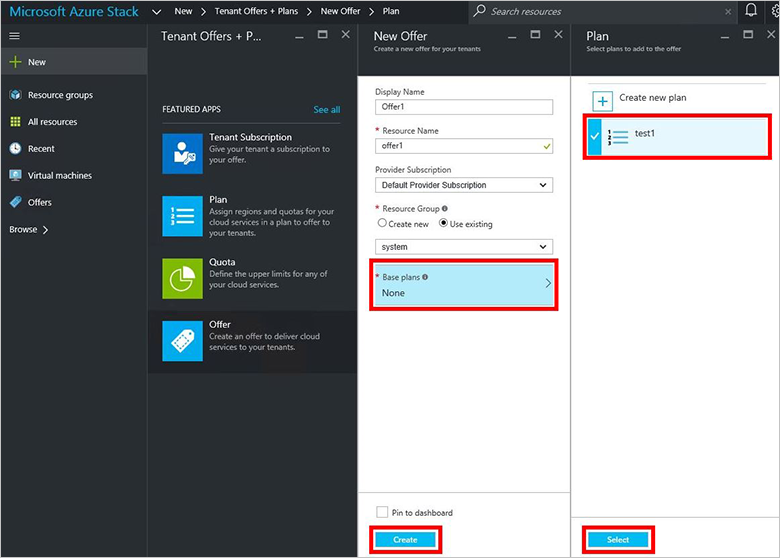 Microsoft Azure Stack
New > Tenant Offers + Plans > New Offer > Plan
Search resources
New
Resource groups
All resources
Recent
Virtual machines
Offers
Browse >
Tenant Offers + P...
FEATURED APPS
See all
Tenant Subscription
Give your tenant a subscription to
your offer.
Plan
Assign regions and quotas for your
cloud services in a plan to offer to
your tenants.
Quota
Define the upper limits for any of
your cloud services.
Offer
Create an offer to deliver cloud
services to your tenants.
New Offer
Create a new offer for your tenants
Display Name
Offer1
* Resource Name
offer1
Provider Subscription
Default Provider Subscription
* Resource Group
Create new
Use existing
system
* Base plans
None
Pin to dashboard
Create
Plan
Select plans to add to the offer
Create new plan
test1
Select